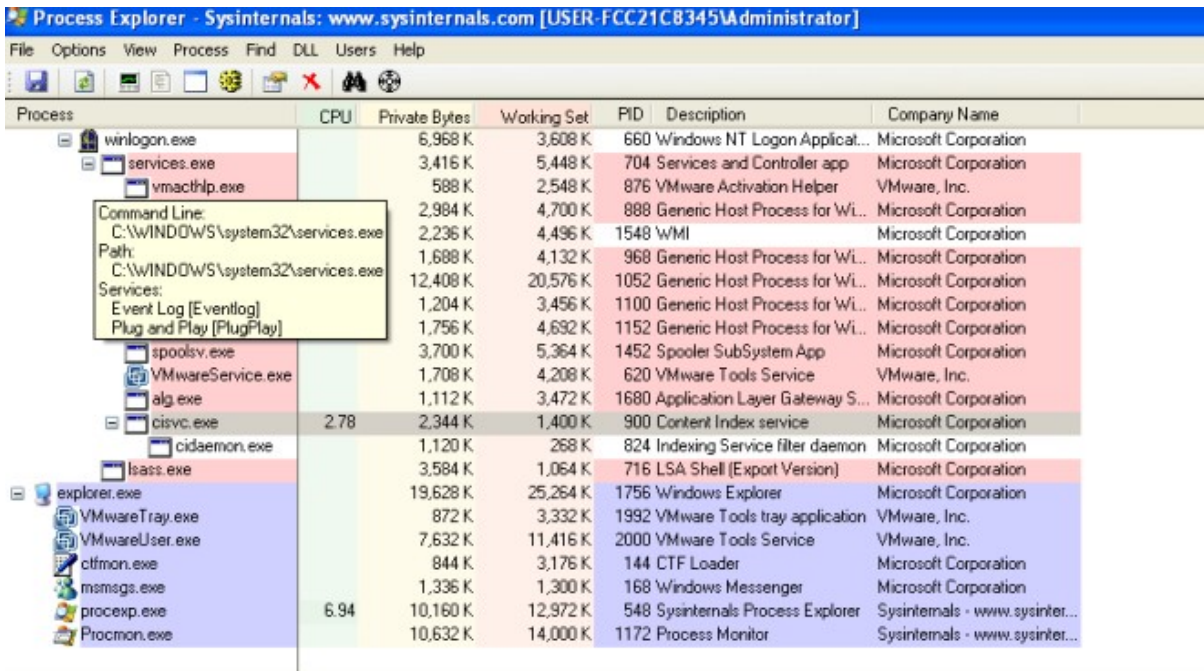 Process Explorer - Sysinternals: www.sysinternals.com [USER-FCC21C8345\Administrator]
File Options View Process Find DLL Users Help
Process CPU Private Bytes Working Set PID Description Company Name
winlogon.exe 6,968 K 3,608 K 660 Windows NT Logon Applicat... Microsoft Corporation
services.exe 3,416 K 5,448 K 704 Services and Controller app Microsoft Corporation
vmacthlp.exe 588 K 2,548 K 876 VMware Activation Helper VMware, Inc.
Command Line:
C:\WINDOWS\system32\services.exe
Path:
C:\WINDOWS\system32\services.exe
Services:
Event Log [Eventlog]
Plug and Play [PlugPlay]
2,984 K 4,700 K 888 Generic Host Process for Wi... Microsoft Corporation
2,236 K 4,496 K 1548 WMI Microsoft Corporation
1,688 K 4,132 K 968 Generic Host Process for Wi... Microsoft Corporation
12,408 K 20,576 K 1052 Generic Host Process for Wi... Microsoft Corporation
1,204 K 3,456 K 1100 Generic Host Process for Wi... Microsoft Corporation
1,756 K 4,692 K 1152 Generic Host Process for Wi... Microsoft Corporation
spoolsv.exe 3,700 K 5,364 K 1452 Spooler SubSystem App Microsoft Corporation
VMwareService.exe 1,708 K 4,208 K 620 VMware Tools Service VMware, Inc.
alg.exe 1,112 K 3,472 K 1680 Application Layer Gateway S... Microsoft Corporation
cisvc.exe 2.78 2,344 K 1,400 K 900 Content Index service Microsoft Corporation
cidaemon.exe 1,120 K 268 K 824 Indexing Service filter daemon Microsoft Corporation
lsass.exe 3,584 K 1,064 K 716 LSA Shell (Export Version) Microsoft Corporation
explorer.exe 19,628 K 25,264 K 1756 Windows Explorer Microsoft Corporation
VMwareTray.exe 872 K 3,332 K 1992 VMware Tools tray application VMware, Inc.
VMwareUser.exe 7,632 K 11,416 K 2000 VMware Tools Service VMware, Inc.
ctfmon.exe 844 K 3,176 K 144 CTF Loader Microsoft Corporation
msmsgs.exe 1,336 K 1,300 K 168 Windows Messenger Microsoft Corporation
procexp.exe 6.94 10,160 K 12,972 K 548 Sysinternals Process Explorer Sysinternals - www.sysinter...
Procmon.exe 10,632 K 14,000 K 1172 Process Monitor Sysinternals - www.sysinter...